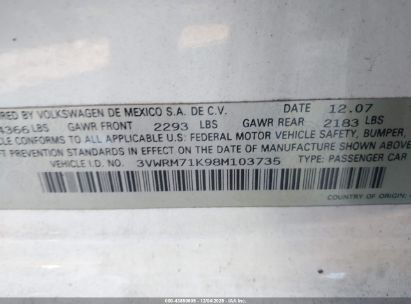 RED BY VOLKSWAGEN DE MEXICO S.A. DE C.V. DATE 12.07
4366 LBS GAWR FRONT 2293 LBS GAWR REAR 2183 LBS
ICLE CONFORMS TO ALL APPLICABLE U.S. FEDERAL MOTOR VEHICLE SAFETY, BUMPER,
FT PREVENTION STANDARDS IN EFFECT ON THE DATE OF MANUFACTURE SHOWN ABOVE
VEHICLE I.D. NO. 3VWRM71K98M103735 TYPE: PASSENGER CAR
COUNTRY OF ORIGIN: